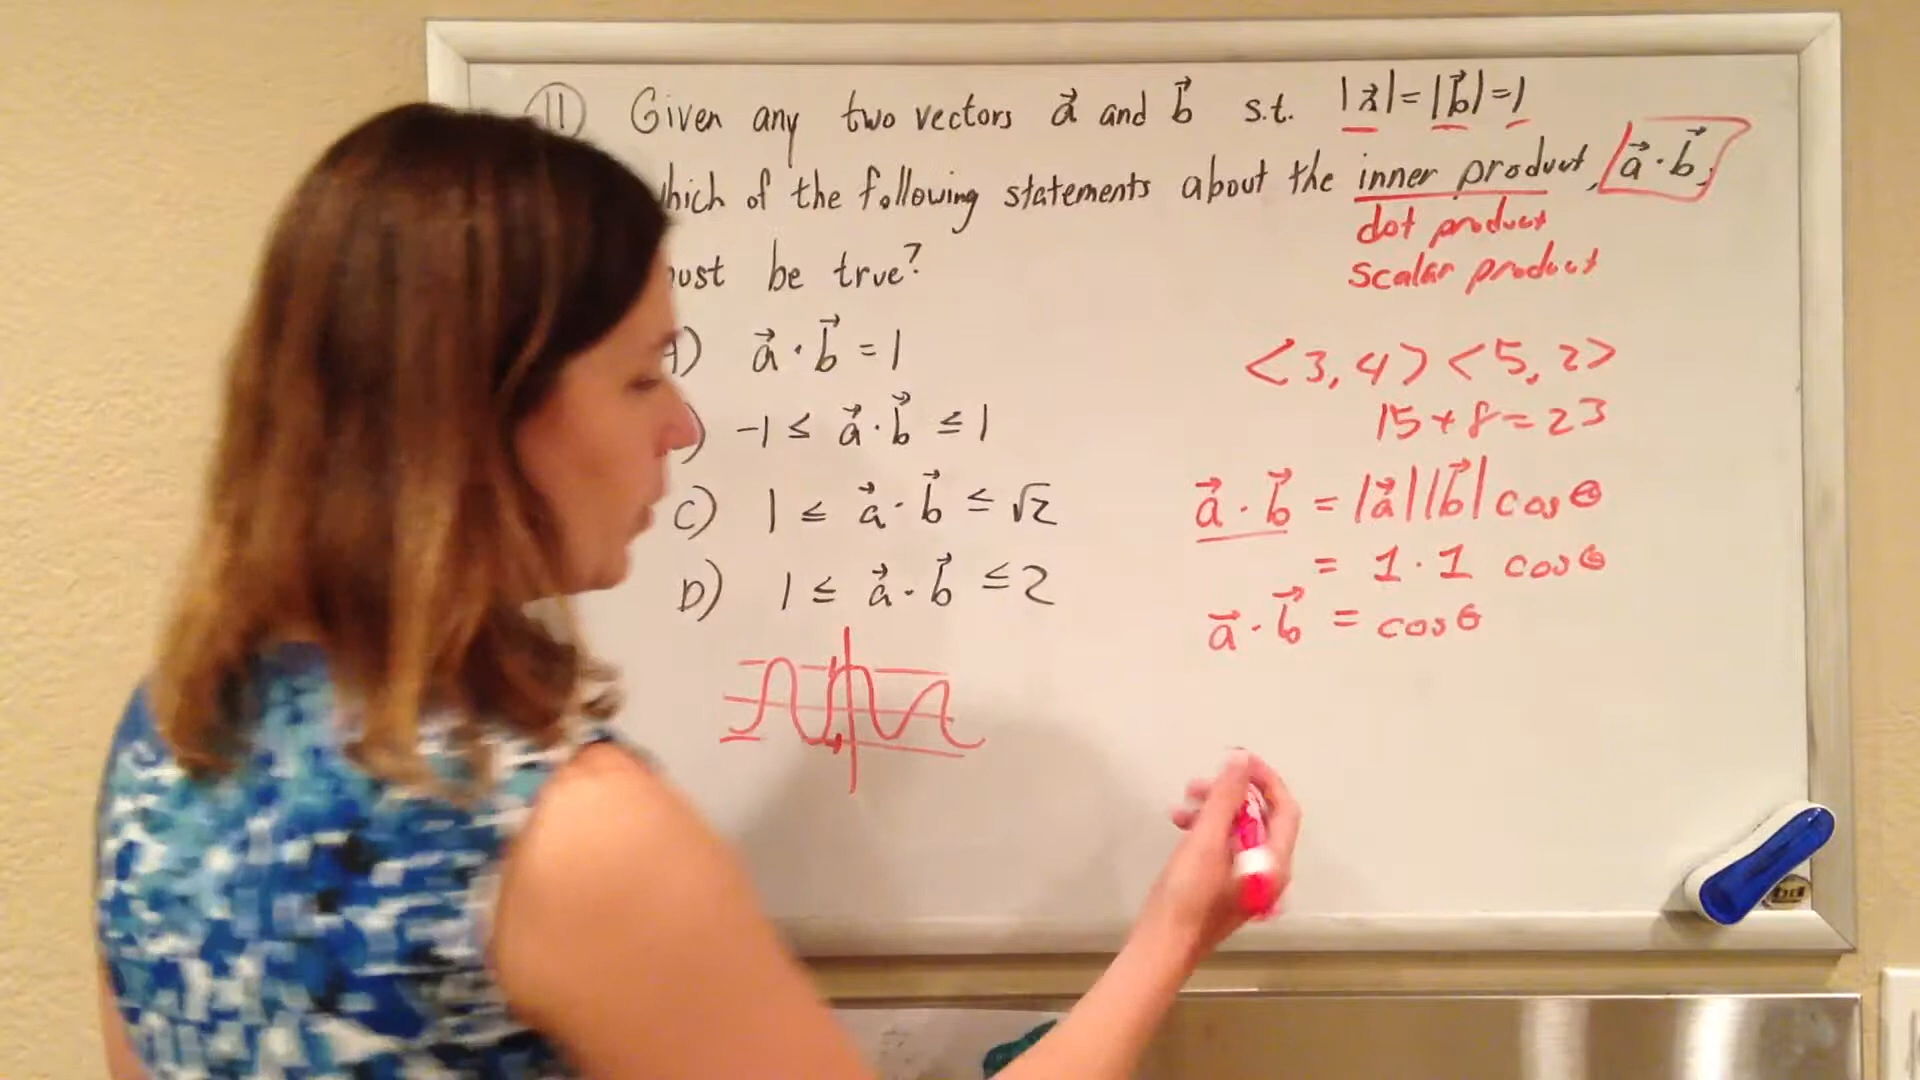 11 Given any two vectors a⃗ and b⃗ s.t. |a⃗| = |b⃗| = 1
hich of the following statements about the inner product, a⃗ · b⃗,
dot product
scalar product
ust be true?
A) a⃗ · b⃗ = 1
) -1 ≤ a⃗ · b⃗ ≤ 1
C) 1 ≤ a⃗ · b⃗ ≤ √2
D) 1 ≤ a⃗ · b⃗ ≤ 2
<3, 4> <5, 2>
15 + 8 = 23
a⃗ · b⃗ = |a⃗||b⃗| cos θ
= 1 · 1 cos θ
a⃗ · b⃗ = cos θ